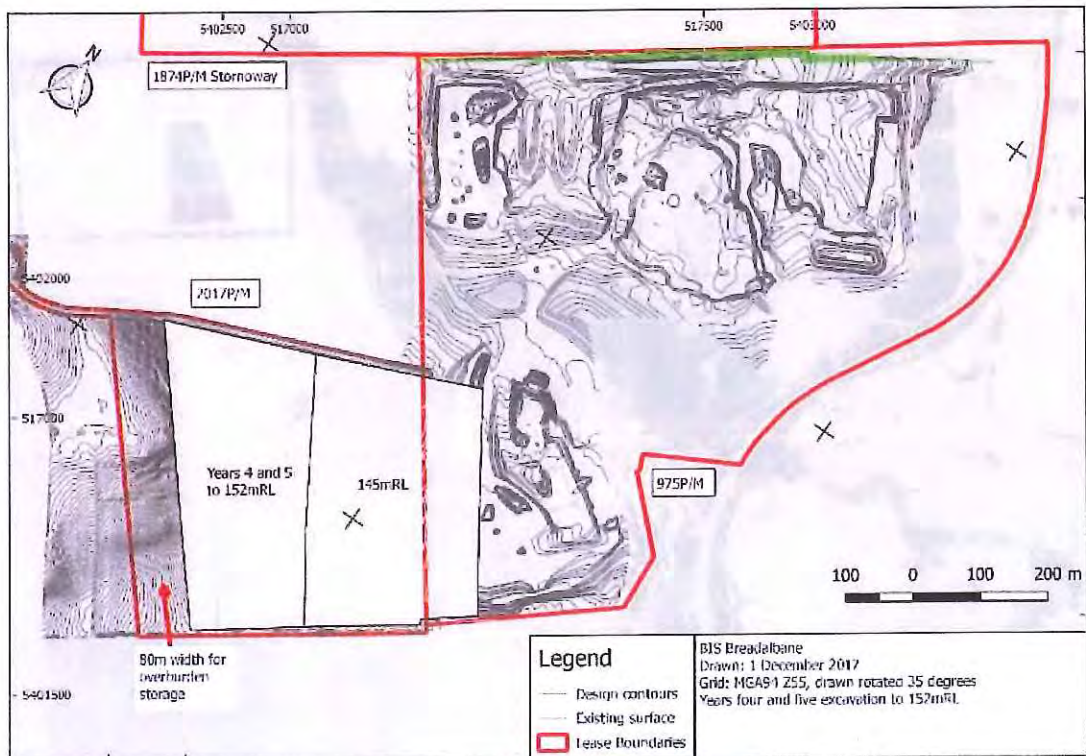 5402500
517000
517500
5403000
N
1874P/M Stornoway
5402000
2017P/M
517000
Years 4 and 5
to 152mRL
145mRL
975P/M
100 0 100 200 m
80m width for
overburden
storage
5401500
Legend
Design contours
Existing surface
Lease Boundaries
BIS Breadalbane
Drawn: 1 December 2017
Grid: MGA94 Z55, drawn rotated 35 degrees
Years four and five excavation to 152mRL